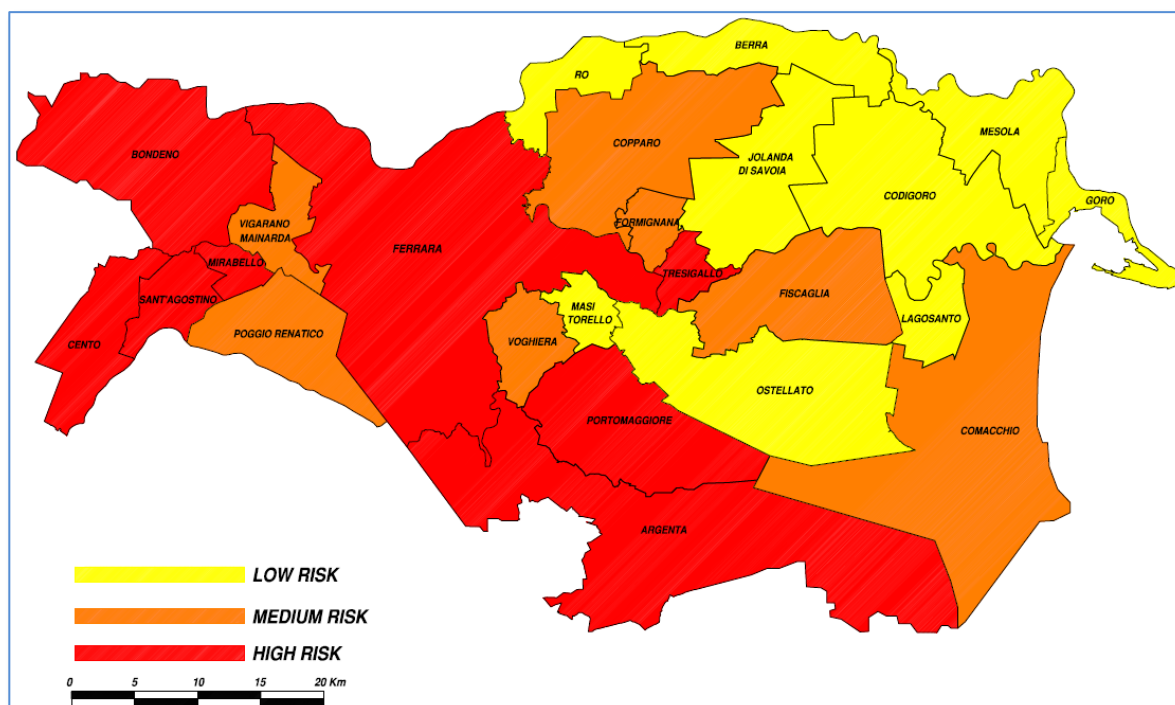 BERRA
RO
MESOLA
COPPARO
BONDENO
JOLANDA
DI SAVOIA
CODIGORO
GORO
VIGARANO
MAINARDA
FORMIGNANA
FERRARA
MIRABELLO
TRESIGALLO
SANT'AGOSTINO
FISCAGLIA
MASI
TORELLO
LAGOSANTO
POGGIO RENATICO
VOGHIERA
CENTO
OSTELLATO
PORTOMAGGIORE
COMACCHIO
ARGENTA
LOW RISK
MEDIUM RISK
HIGH RISK
0 5 10 15 20 Km